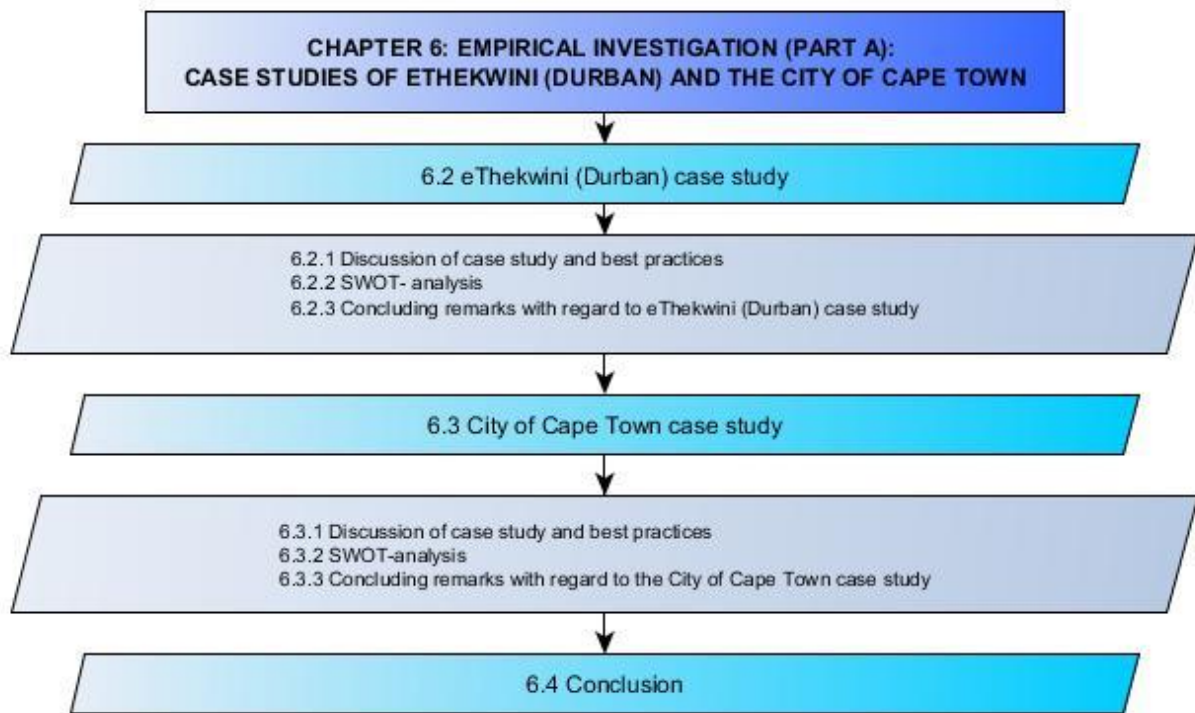 CHAPTER 6: EMPIRICAL INVESTIGATION (PART A):
CASE STUDIES OF ETHEKWINI (DURBAN) AND THE CITY OF CAPE TOWN
6.2 eThekwini (Durban) case study
6.2.1 Discussion of case study and best practices
6.2.2 SWOT- analysis
6.2.3 Concluding remarks with regard to eThekwini (Durban) case study
6.3 City of Cape Town case study
6.3.1 Discussion of case study and best practices
6.3.2 SWOT-analysis
6.3.3 Concluding remarks with regard to the City of Cape Town case study
6.4 Conclusion